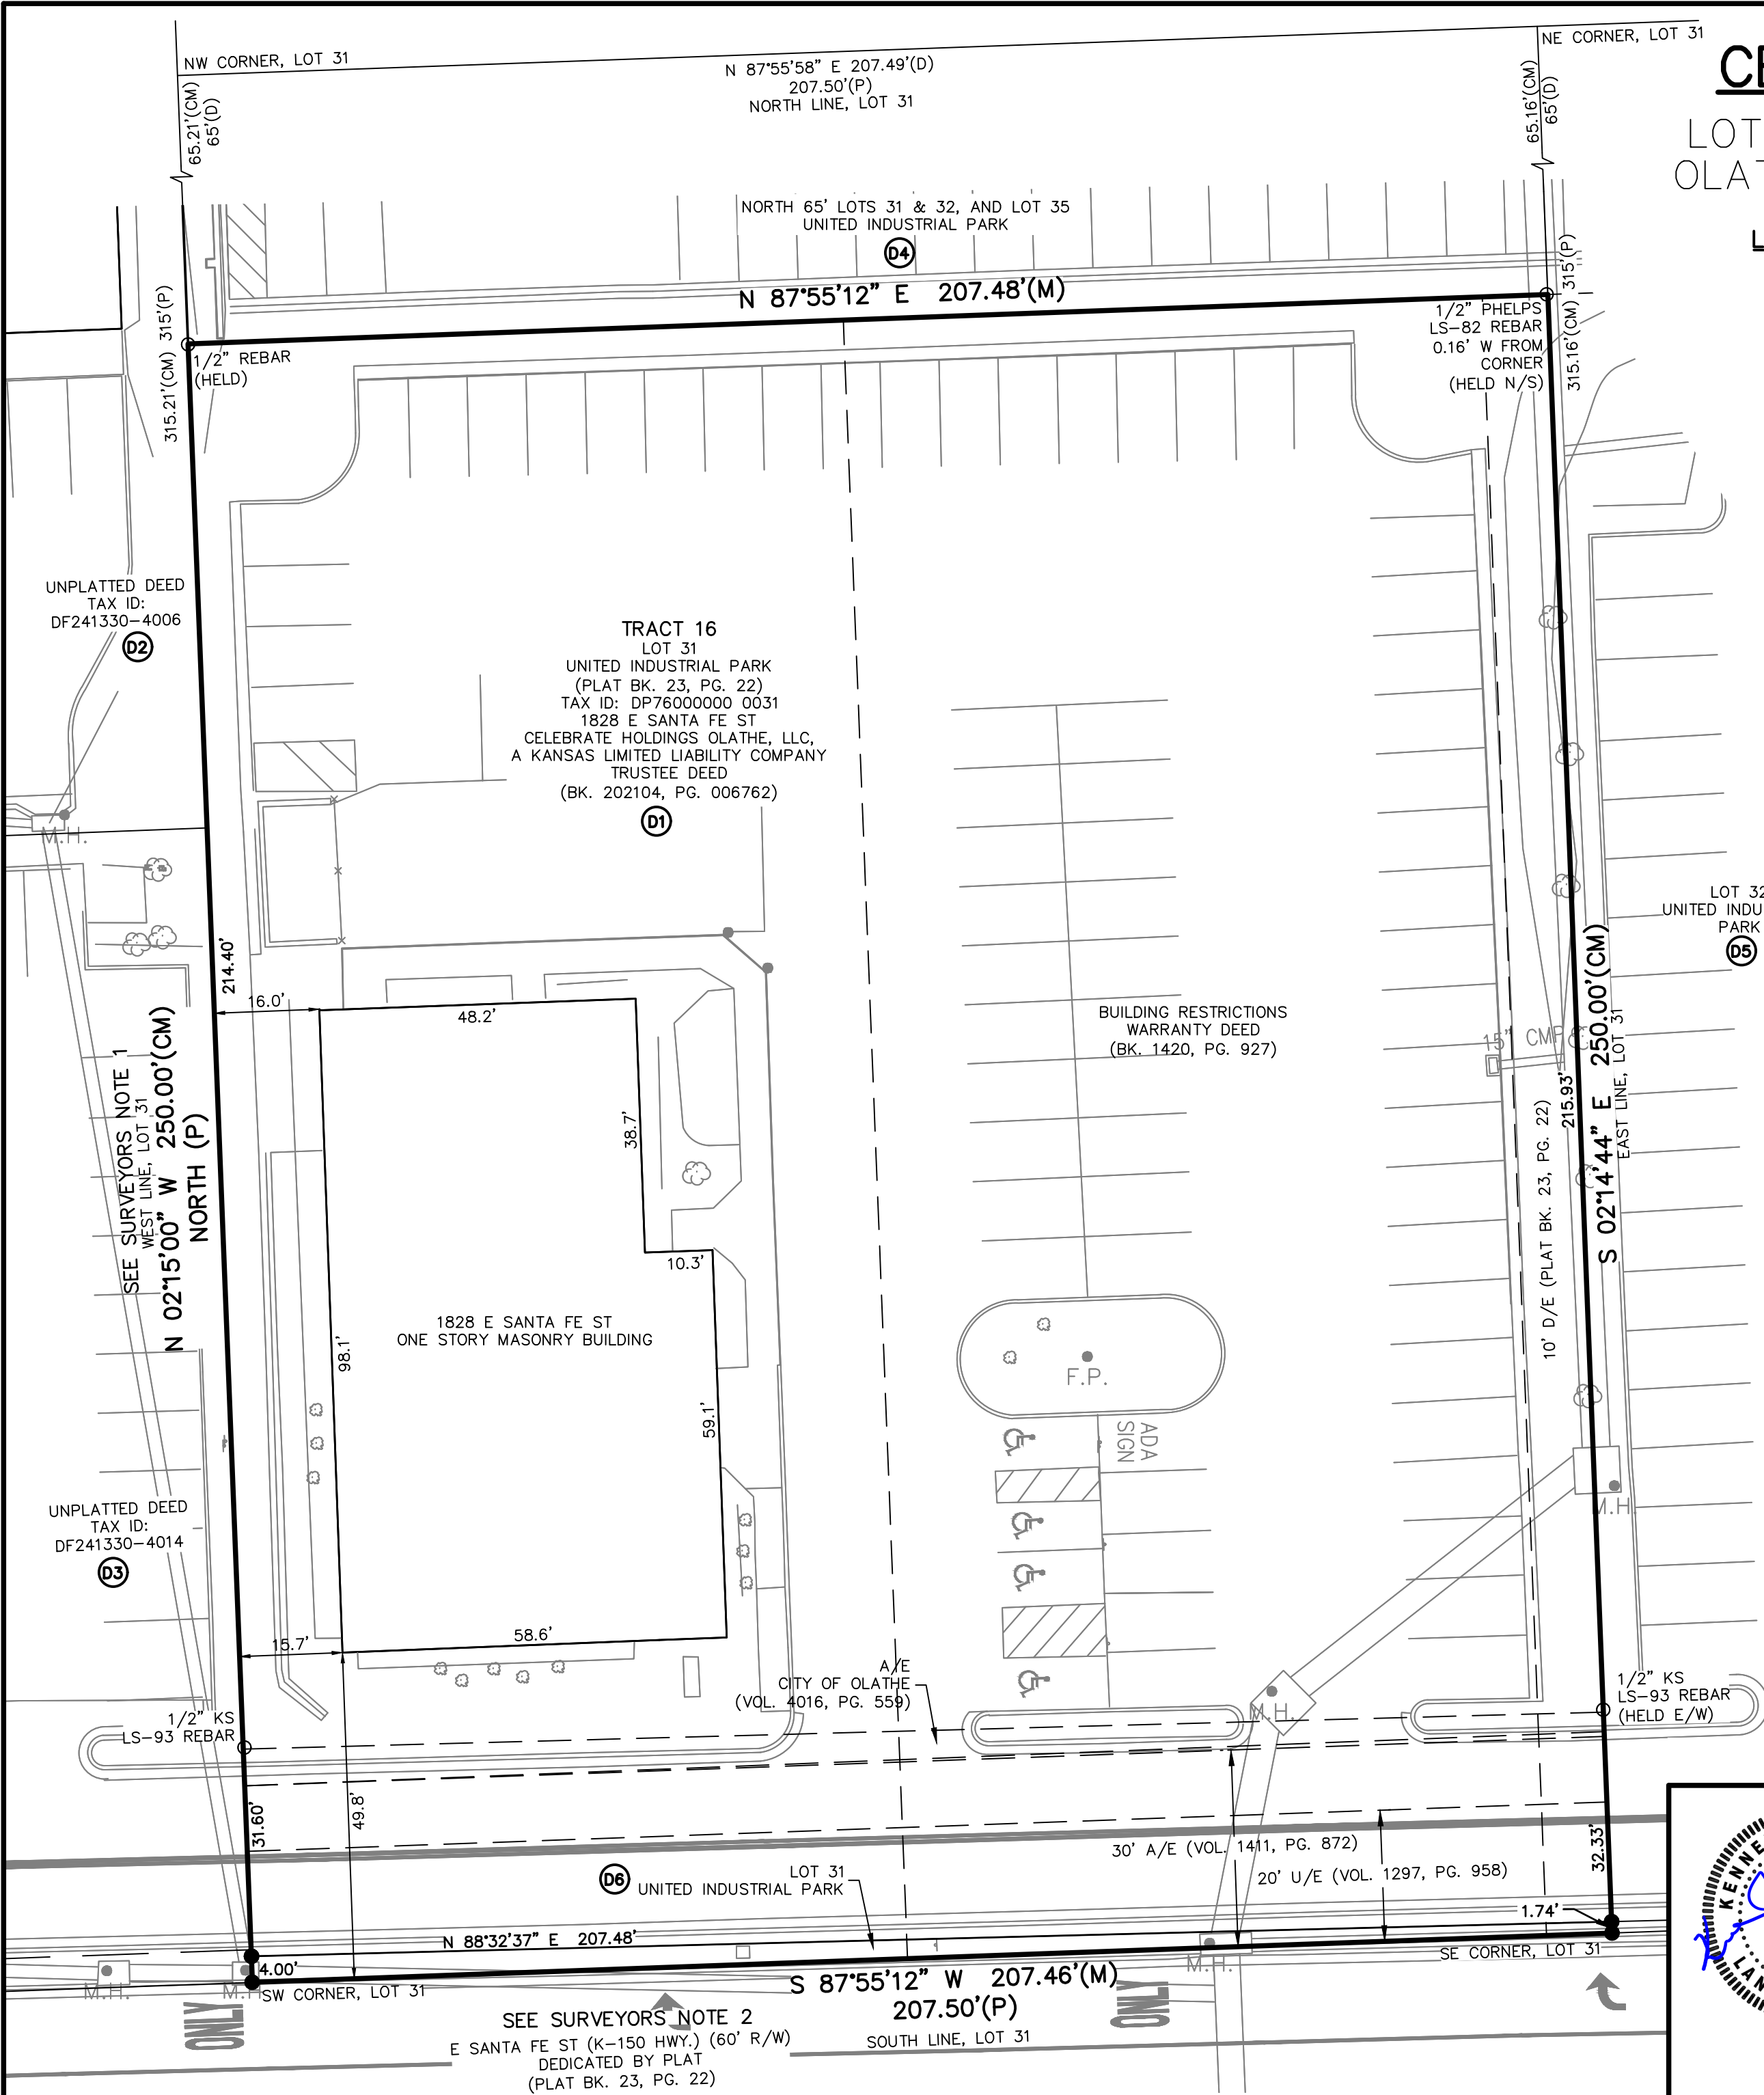 NW CORNER, LOT 31
NE CORNER, LOT 31
N 87°55'58" E 207.49'(D)
207.50'(P)
NORTH LINE, LOT 31
65.21'(CM)
65'(D)
65.16'(CM)
65'(D)
LOT
NORTH 65' LOTS 31 & 32, AND LOT 35
UNITED INDUSTRIAL PARK
D4
N 87°55'12" E 207.48'(M)
315.21'(CM) 315'(P)
1/2" REBAR
(HELD)
1/2" PHELPS
LS-82 REBAR
0.16' W FROM
CORNER
(HELD N/S)
315.16'(CM) 315'(P)
UNPLATTED DEED
TAX ID:
DF241330-4006
D2
TRACT 16
LOT 31
UNITED INDUSTRIAL PARK
(PLAT BK. 23, PG. 22)
TAX ID: DP76000000 0031
1828 E SANTA FE ST
CELEBRATE HOLDINGS OLATHE, LLC,
A KANSAS LIMITED LIABILITY COMPANY
TRUSTEE DEED
(BK. 202104, PG. 006762)
D1
M.H.
LOT 32
UNITED INDU
PARK
D5
214.40'
16.0'
48.2'
38.7'
10.3'
BUILDING RESTRICTIONS
WARRANTY DEED
(BK. 1420, PG. 927)
15" CMP
SEE SURVEYORS NOTE 1
WEST LINE, LOT 31
N 02°15'00" W 250.00'(CM)
NORTH (P)
215.93'
S 02°14'44" E 250.00'(CM)
EAST LINE, LOT 31
10' D/E (PLAT BK. 23, PG. 22)
1828 E SANTA FE ST
ONE STORY MASONRY BUILDING
98.1'
59.1'
F.P.
ADA
SIGN
M.H.
UNPLATTED DEED
TAX ID:
DF241330-4014
D3
15.7'
58.6'
A/E
CITY OF OLATHE
(VOL. 4016, PG. 559)
M.H.
1/2" KS
LS-93 REBAR
1/2" KS
LS-93 REBAR
(HELD E/W)
31.60'
49.8'
32.33'
30' A/E (VOL. 1411, PG. 872)
20' U/E (VOL. 1297, PG. 958)
D6
LOT 31
UNITED INDUSTRIAL PARK
1.74'
N 88°32'37" E 207.48'
4.00'
M.H.
M.H
M.H.
SW CORNER, LOT 31
SE CORNER, LOT 31
S 87°55'12" W 207.46'(M)
207.50'(P)
SOUTH LINE, LOT 31
ONLY
ONLY
SEE SURVEYORS NOTE 2
E SANTA FE ST (K-150 HWY.) (60' R/W)
DEDICATED BY PLAT
(PLAT BK. 23, PG. 22)
KENNE
LAN